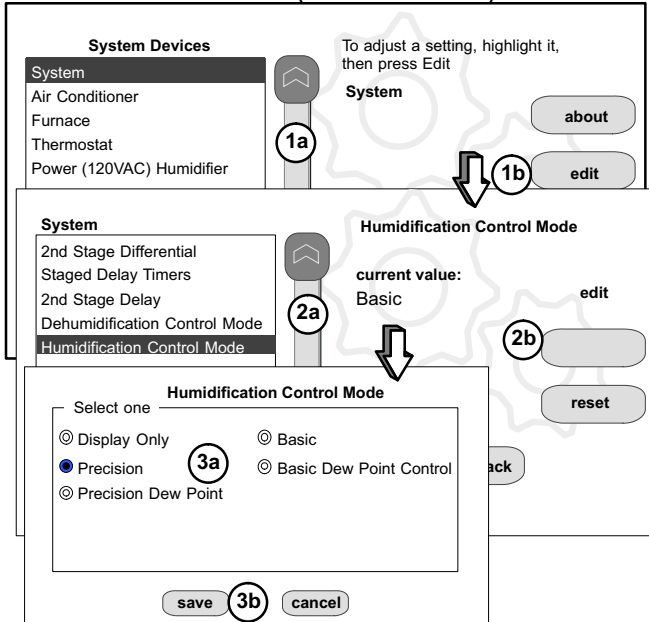 System Devices
System
Air Conditioner
Furnace
Thermostat
Power (120VAC) Humidifier
1a
To adjust a setting, highlight it,
then press Edit
System
about
1b
edit
System
2nd Stage Differential
Staged Delay Timers
2nd Stage Delay
Dehumidification Control Mode
Humidification Control Mode
2a
Humidification Control Mode
current value:
Basic
edit
2b
reset
ack
Humidification Control Mode
Select one
Display Only
Basic
Precision
3a
Basic Dew Point Control
Precision Dew Point
save
3b
cancel